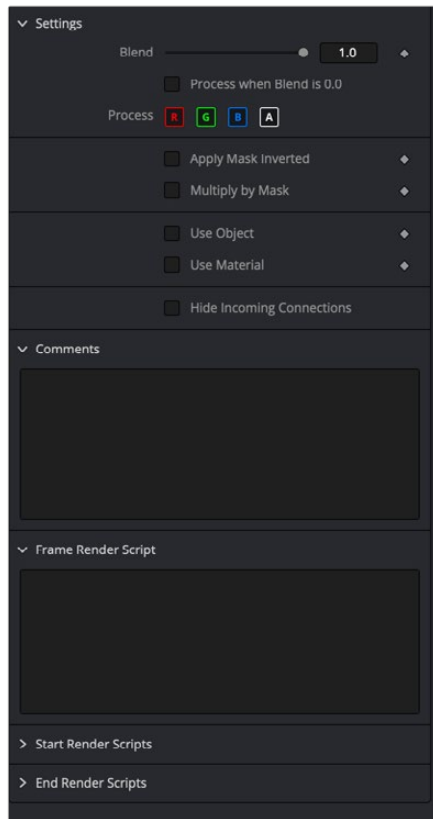 Settings
Blend 1.0
Process when Blend is 0.0
Process R G B A
Apply Mask Inverted
Multiply by Mask
Use Object
Use Material
Hide Incoming Connections
Comments
Frame Render Script
Start Render Scripts
End Render Scripts